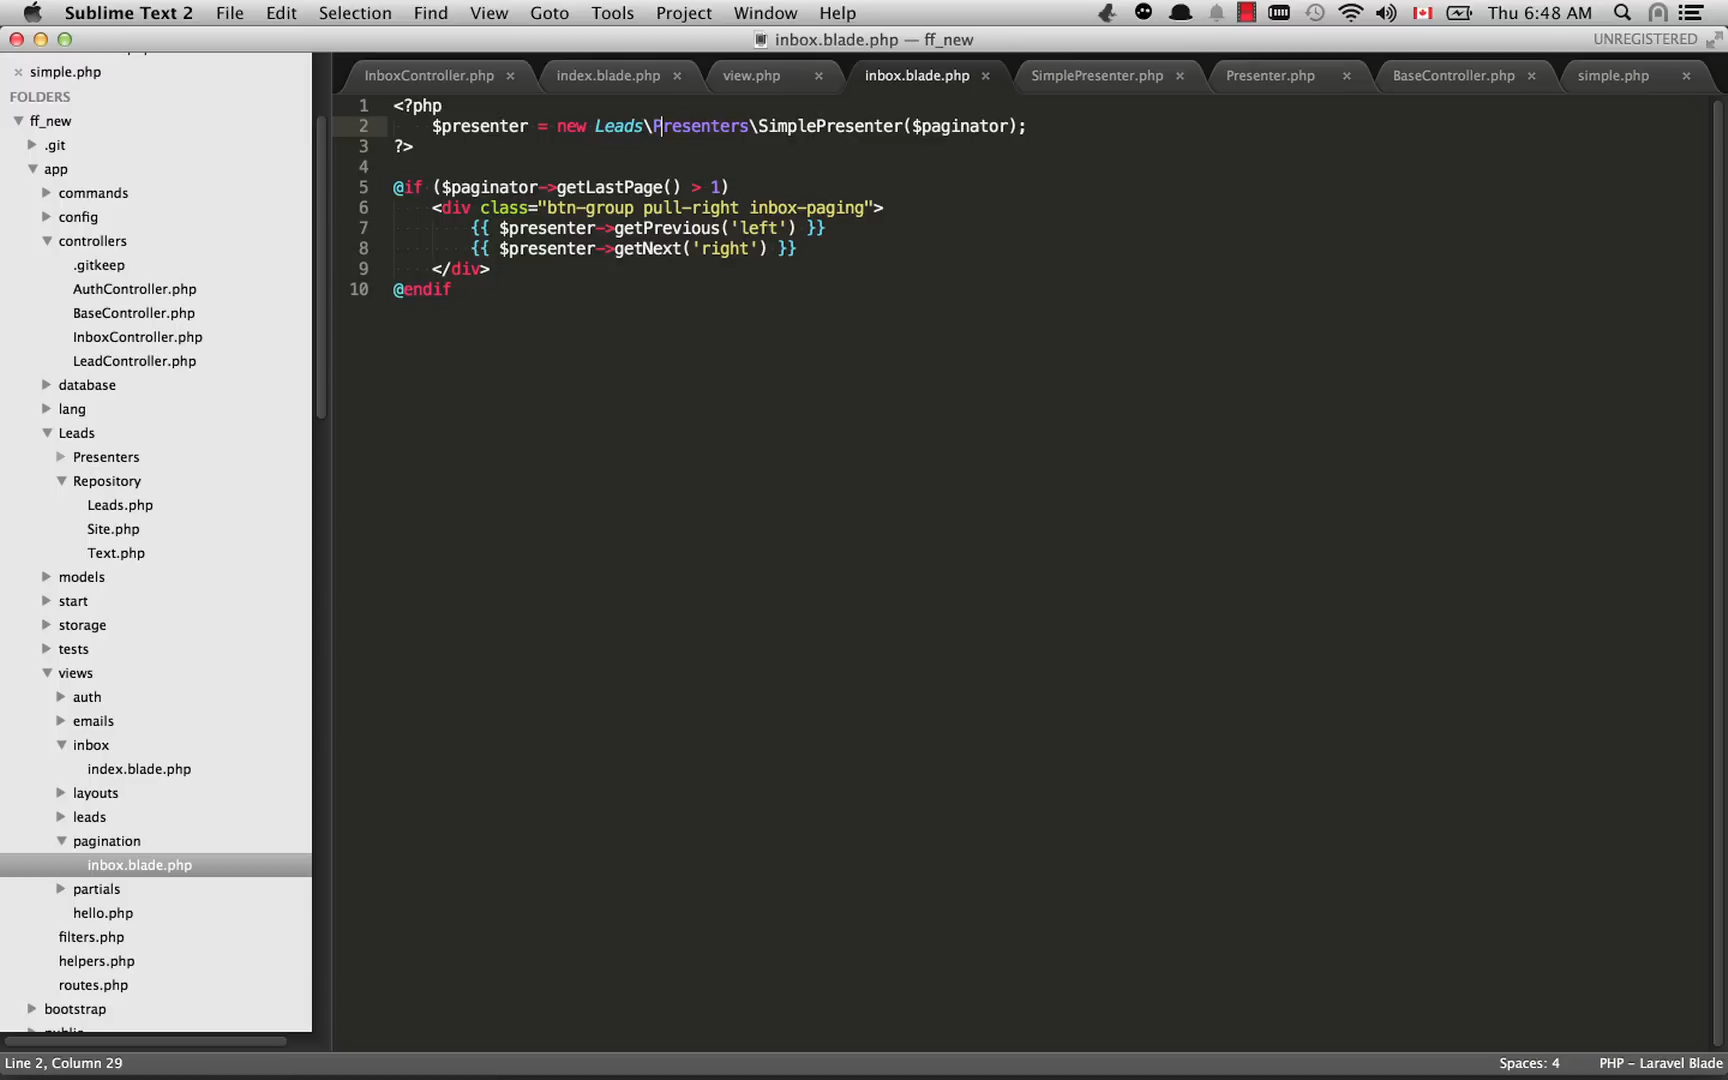 Sublime Text 2 File Edit Selection Find View Goto Tools Project Window Help Thu 6:48 AM
inbox.blade.php — ff_new UNREGISTERED
simple.php
FOLDERS
ff_new
.git
app
commands
config
controllers
.gitkeep
AuthController.php
BaseController.php
InboxController.php
LeadController.php
database
lang
Leads
Presenters
Repository
Leads.php
Site.php
Text.php
models
start
storage
tests
views
auth
emails
inbox
index.blade.php
layouts
leads
pagination
inbox.blade.php
partials
hello.php
filters.php
helpers.php
routes.php
bootstrap
InboxController.php index.blade.php view.php inbox.blade.php SimplePresenter.php Presenter.php BaseController.php simple.php
1 <?php
2 $presenter = new Leads\Presenters\SimplePresenter($paginator);
3 ?>
4
5 @if ($paginator->getLastPage() > 1)
6 <div class="btn-group pull-right inbox-paging">
7 {{ $presenter->getPrevious('left') }}
8 {{ $presenter->getNext('right') }}
9 </div>
10 @endif
Line 2, Column 29 Spaces: 4 PHP - Laravel Blade